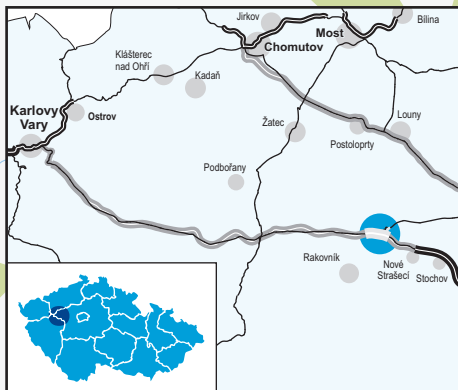 Jirkov
Bílina
Most
Chomutov
Klášterec
nad Ohří
Kadaň
Karlovy
Vary
Ostrov
Žatec
Louny
Postoloprty
Podbořany
Rakovník
Nové
Strašecí
Stochov